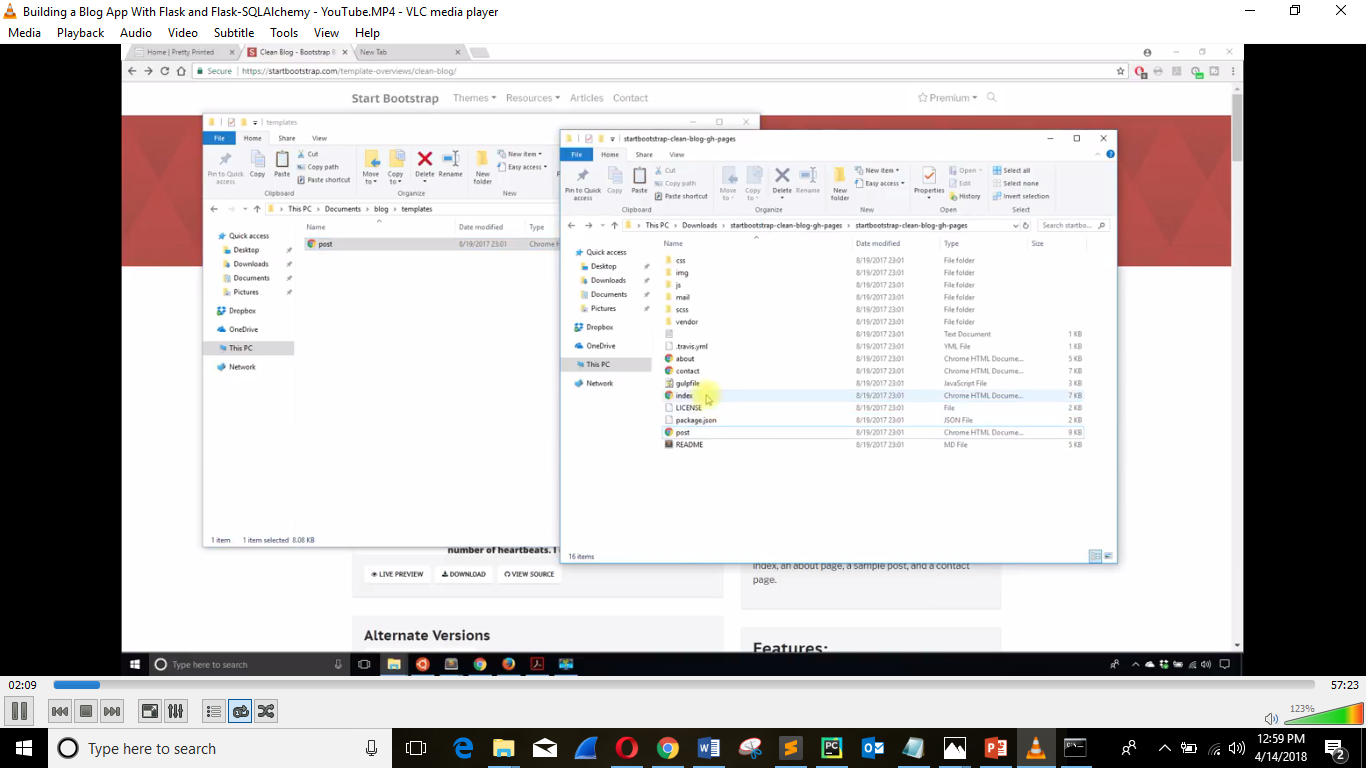 Building a Blog App With Flask and Flask-SQLAlchemy - YouTube.MP4 - VLC media player
Media Playback Audio Video Subtitle Tools View Help
Home | Pretty Printed
Clean Blog - Bootstrap B
New Tab
Secure https://startbootstrap.com/template-overviews/clean-blog/
Start Bootstrap Themes Resources Articles Contact Premium
templates
File Home Share View
Pin to Quick access
Copy
Paste
Cut
Copy path
Paste shortcut
Move to
Copy to
Delete
Rename
New folder
New item
Easy access
Clipboard Organize New
This PC Documents blog templates
Name Date modified Type
post 8/19/2017 23:01 Chrome H
Quick access
Desktop
Downloads
Documents
Pictures
Dropbox
OneDrive
This PC
Network
1 item 1 item selected 8.08 KB
startbootstrap-clean-blog-gh-pages
File Home Share View
Pin to Quick access
Copy
Paste
Cut
Copy path
Paste shortcut
Move to
Copy to
Delete
Rename
New folder
New item
Easy access
Properties
Open
Edit
History
Select all
Select none
Invert selection
Clipboard Organize New Open Select
This PC Downloads startbootstrap-clean-blog-gh-pages startbootstrap-clean-blog-gh-pages
Search startbo...
Quick access
Desktop
Downloads
Documents
Pictures
Dropbox
OneDrive
This PC
Network
Name Date modified Type Size
css 8/19/2017 23:01 File folder
img 8/19/2017 23:01 File folder
js 8/19/2017 23:01 File folder
mail 8/19/2017 23:01 File folder
scss 8/19/2017 23:01 File folder
vendor 8/19/2017 23:01 File folder
8/19/2017 23:01 Text Document 1 KB
.travis.yml 8/19/2017 23:01 YML File 1 KB
about 8/19/2017 23:01 Chrome HTML Docume... 5 KB
contact 8/19/2017 23:01 Chrome HTML Docume... 7 KB
gulpfile 8/19/2017 23:01 JavaScript File 3 KB
index 8/19/2017 23:01 Chrome HTML Docume... 7 KB
LICENSE 8/19/2017 23:01 File 2 KB
package.json 8/19/2017 23:01 JSON File 2 KB
post 8/19/2017 23:01 Chrome HTML Docume... 9 KB
README 8/19/2017 23:01 MD File 5 KB
16 items
number of heartbeats. I
LIVE PREVIEW DOWNLOAD VIEW SOURCE
index, an about page, a sample post, and a contact
page.
Alternate Versions
Features:
Type here to search
02:09 57:23
123%
Type here to search
12:59 PM
4/14/2018
2